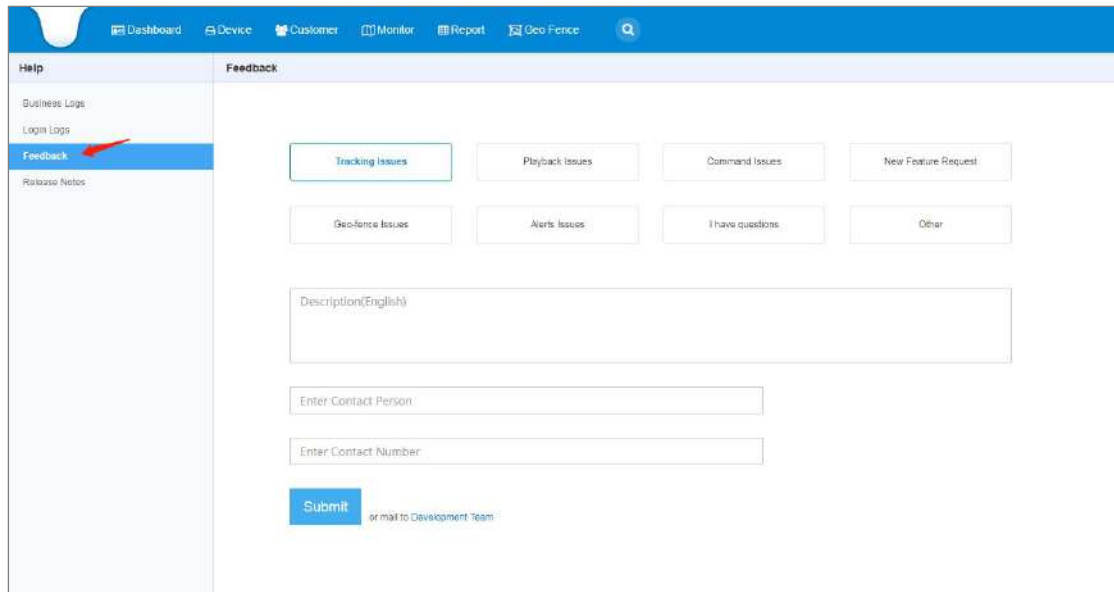 Dashboard Device Customer Monitor Report Geo Fence
Help
Feedback
Business Logs
Login Logs
Feedback
Release Notes
Tracking Issues Playback Issues Command Issues New Feature Request
Geo-fence Issues Alerts Issues I have questions Other
Description(English)
Enter Contact Person
Enter Contact Number
Submit or mail to Development Team